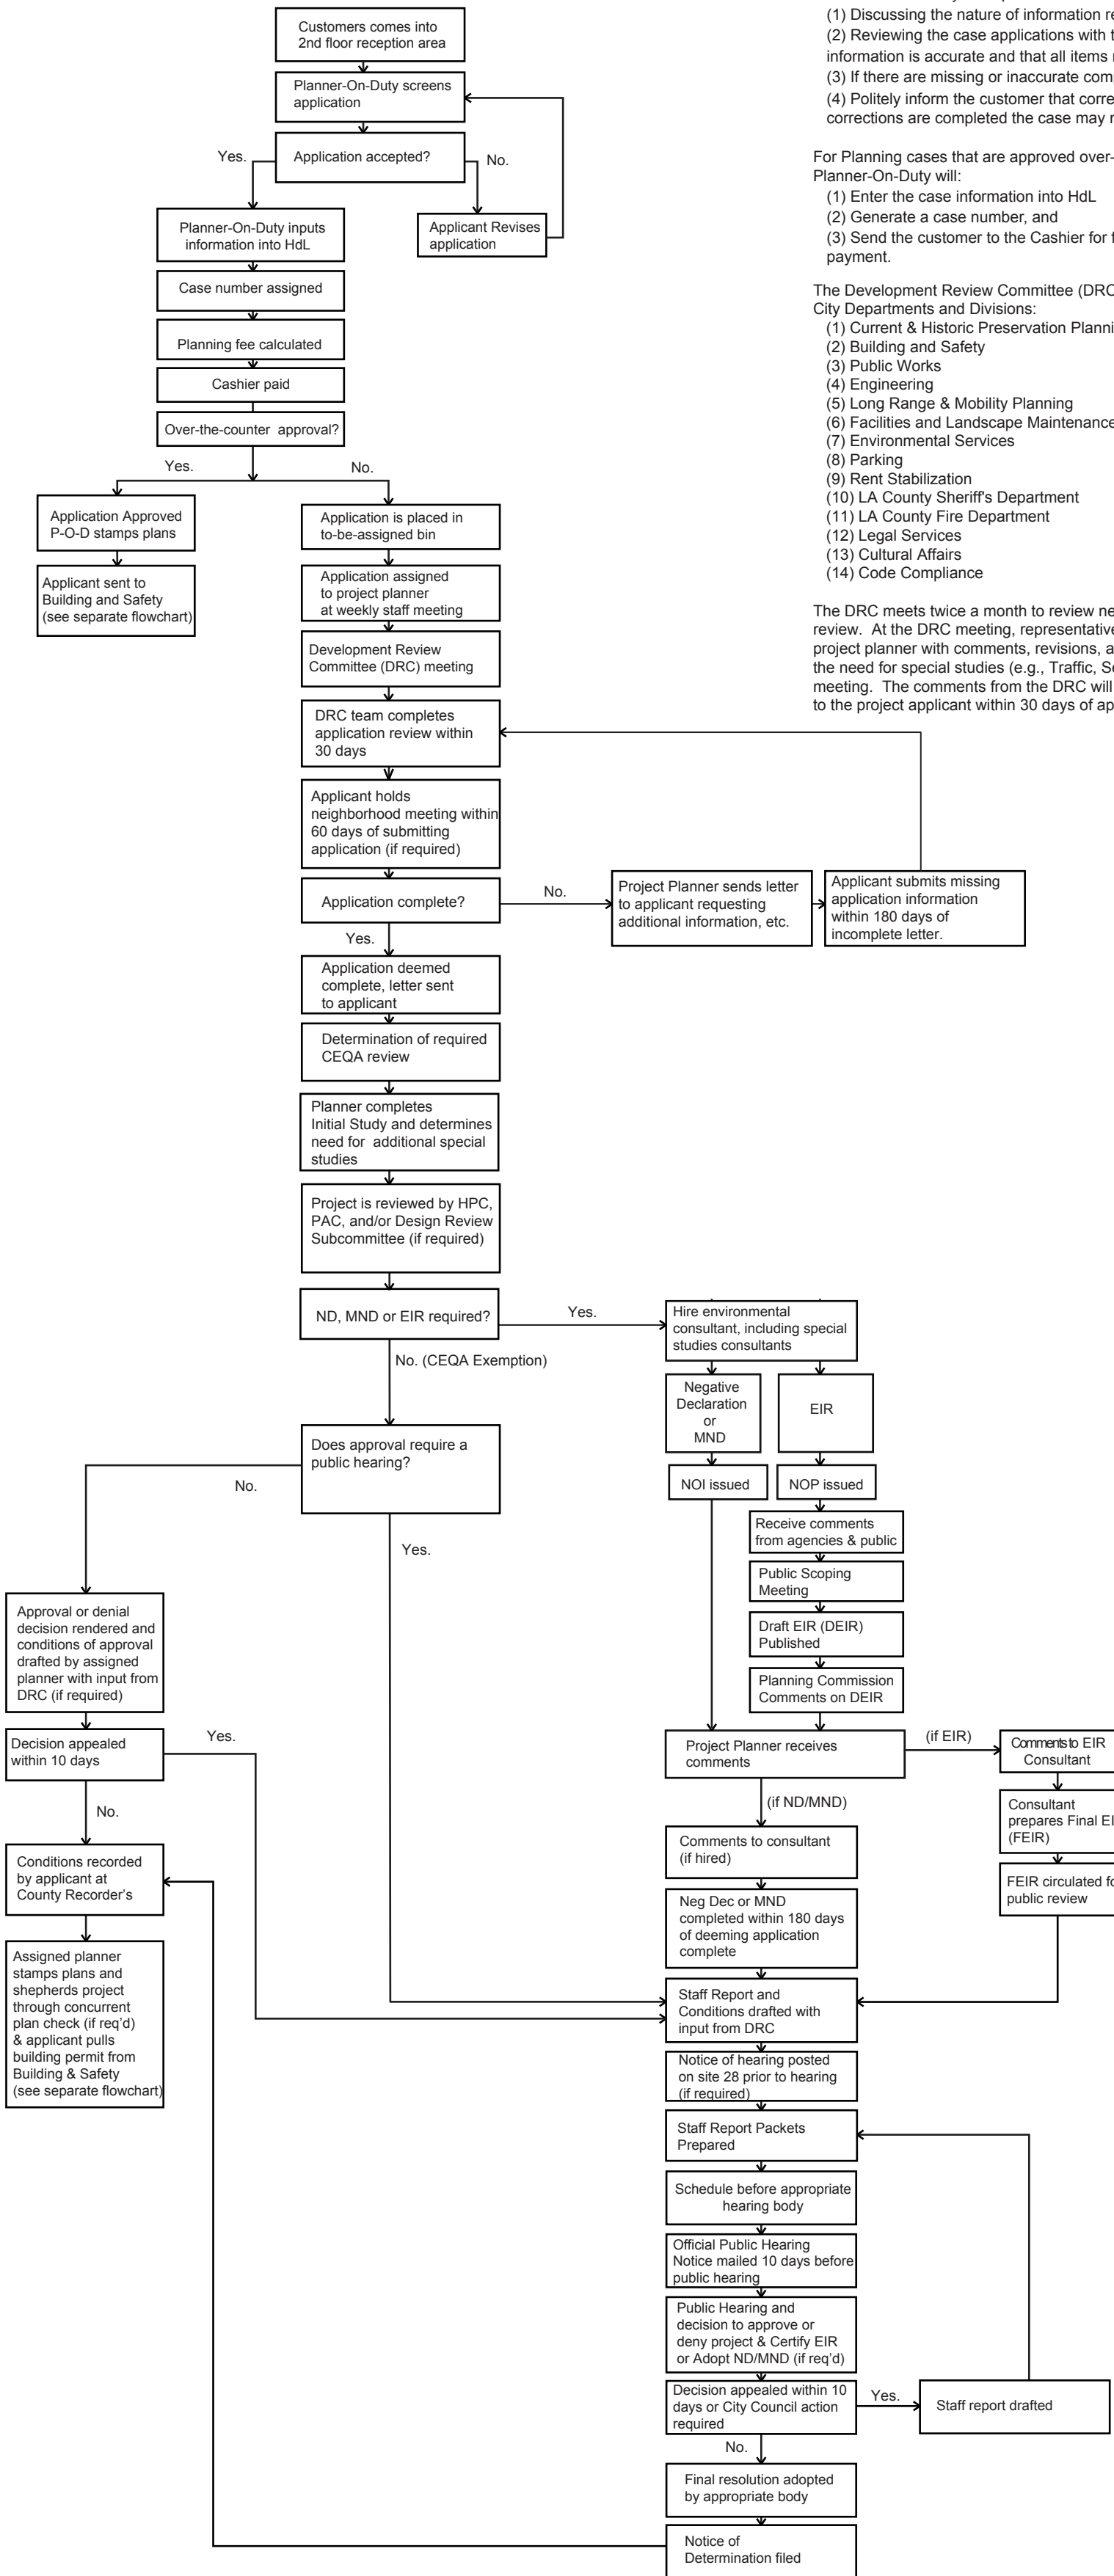 Customers comes into
2nd floor reception area
Planner-On-Duty screens
application
Application accepted?
Yes.
No.
Planner-On-Duty inputs
information into HdL
Applicant Revises
application
Case number assigned
Planning fee calculated
Cashier paid
Over-the-counter approval?
Yes.
No.
Application Approved
P-O-D stamps plans
Applicant sent to
Building and Safety
(see separate flowchart)
Application is placed in
to-be-assigned bin
Application assigned
to project planner
at weekly staff meeting
Development Review
Committee (DRC) meeting
DRC team completes
application review within
30 days
Applicant holds
neighborhood meeting within
60 days of submitting
application (if required)
Application complete?
No.
Project Planner sends letter
to applicant requesting
additional information, etc.
Applicant submits missing
application information
within 180 days of
incomplete letter.
Yes.
Application deemed
complete, letter sent
to applicant
Determination of required
CEQA review
Planner completes
Initial Study and determines
need for additional special
studies
Project is reviewed by HPC,
PAC, and/or Design Review
Subcommittee (if required)
ND, MND or EIR required?
Yes.
No. (CEQA Exemption)
Hire environmental
consultant, including special
studies consultants
Negative
Declaration
or
MND
EIR
NOI issued
NOP issued
Receive comments
from agencies & public
Public Scoping
Meeting
Draft EIR (DEIR)
Published
Planning Commission
Comments on DEIR
Does approval require a
public hearing?
No.
Yes.
Approval or denial
decision rendered and
conditions of approval
drafted by assigned
planner with input from
DRC (if required)
Decision appealed
within 10 days
Yes.
No.
Conditions recorded
by applicant at
County Recorder's
Assigned planner
stamps plans and
shepherds project
through concurrent
plan check (if req'd)
& applicant pulls
building permit from
Building & Safety
(see separate flowchart)
Project Planner receives
comments
(if EIR)
Comments to EIR
Consultant
Consultant
prepares Final
(FEIR)
FEIR circulated
public review
(if ND/MND)
Comments to consultant
(if hired)
Neg Dec or MND
completed within 180 days
of deeming application
complete
Staff Report and
Conditions drafted with
input from DRC
Notice of hearing posted
on site 28 prior to hearing
(if required)
Staff Report Packets
Prepared
Schedule before appropriate
hearing body
Official Public Hearing
Notice mailed 10 days before
public hearing
Public Hearing and
decision to approve or
deny project & Certify EIR
or Adopt ND/MND (if req'd)
Decision appealed within 10
days or City Council action
required
Yes.
Staff report drafted
No.
Final resolution adopted
by appropriate body
Notice of
Determination filed
(1) Discussing the nature of information
(2) Reviewing the case applications with
information is accurate and that all items
(3) If there are missing or inaccurate
(4) Politely inform the customer that
corrections are completed the case may
For Planning cases that are approved over-
Planner-On-Duty will:
(1) Enter the case information into HdL
(2) Generate a case number, and
(3) Send the customer to the Cashier for
payment.
The Development Review Committee (DRC
City Departments and Divisions:
(1) Current & Historic Preservation
(2) Building and Safety
(3) Public Works
(4) Engineering
(5) Long Range & Mobility Planning
(6) Facilities and Landscape Maintenance
(7) Environmental Services
(8) Parking
(9) Rent Stabilization
(10) LA County Sheriff's Department
(11) LA County Fire Department
(12) Legal Services
(13) Cultural Affairs
(14) Code Compliance
The DRC meets twice a month to review
review. At the DRC meeting,
project planner with comments, revisions,
the need for special studies (e.g., Traffic,
meeting. The comments from the DRC will
to the project applicant within 30 days of